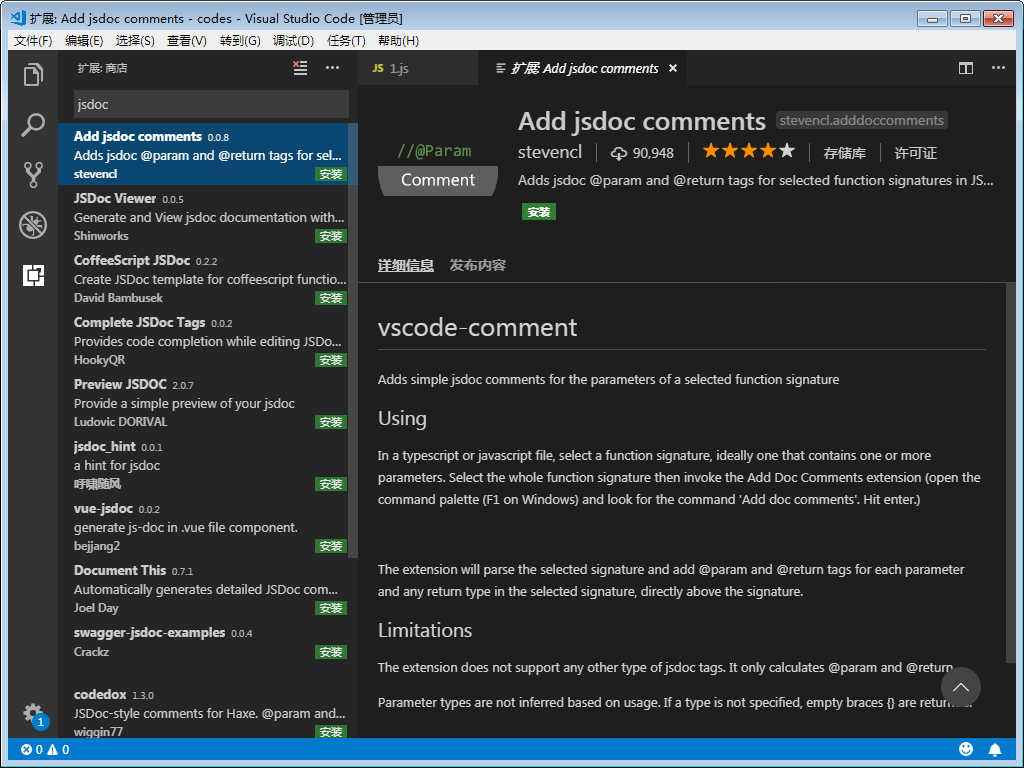 扩展: Add jsdoc comments - codes - Visual Studio Code [管理员]
文件(F) 编辑(E) 选择(S) 查看(V) 转到(G) 调试(D) 任务(T) 帮助(H)
扩展: 商店
jsdoc
Add jsdoc comments 0.0.8
Adds jsdoc @param and @return tags for sel...
stevencl 安装
JSDoc Viewer 0.0.5
Generate and View jsdoc documentation with...
Shinworks 安装
CoffeeScript JSDoc 0.2.2
Create JSDoc template for coffeescript functio...
David Bambusek 安装
Complete JSDoc Tags 0.0.2
Provides code completion while editing JSDo...
HookyQR 安装
Preview JSDOC 2.0.7
Provide a simple preview of your jsdoc
Ludovic DORIVAL 安装
jsdoc_hint 0.0.1
a hint for jsdoc
呼啸随风 安装
vue-jsdoc 0.0.2
generate js-doc in .vue file component.
bejjang2 安装
Document This 0.7.1
Automatically generates detailed JSDoc com...
Joel Day 安装
swagger-jsdoc-examples 0.0.4
Crackz 安装
codedox 1.3.0
JSDoc-style comments for Haxe. @param and...
wiggin77 安装
1
JS 1.js
扩展 Add jsdoc comments ×
//@Param
Comment
Add jsdoc comments stevencl.adddoccomments
stevencl 90,948 存储库 许可证
Adds jsdoc @param and @return tags for selected function signatures in JS...
安装
详细信息 发布内容
vscode-comment
Adds simple jsdoc comments for the parameters of a selected function signature
Using
In a typescript or javascript file, select a function signature, ideally one that contains one or more
parameters. Select the whole function signature then invoke the Add Doc Comments extension (open the
command palette (F1 on Windows) and look for the command 'Add doc comments'. Hit enter.)
The extension will parse the selected signature and add @param and @return tags for each parameter
and any return type in the selected signature, directly above the signature.
Limitations
The extension does not support any other type of jsdoc tags. It only calculates @param and @return
Parameter types are not inferred based on usage. If a type is not specified, empty braces {} are
0 0